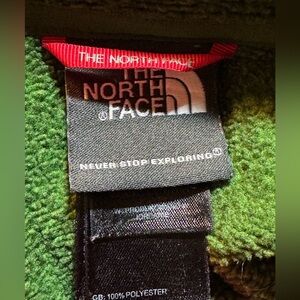 THE NORTH FACE
THE
NORTH
FACE
NEVER STOP EXPLORING
GB: 100% POLYESTER